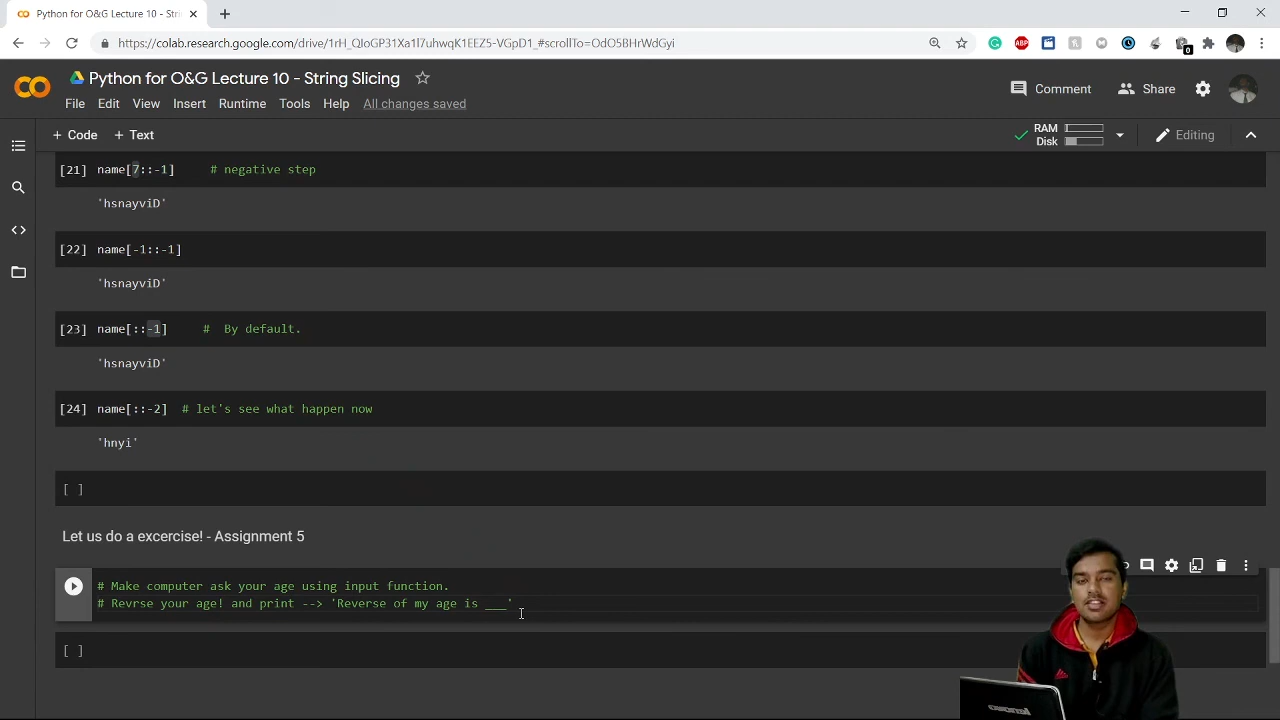 Python for O&G Lecture 10 - Stri
https://colab.research.google.com/drive/1rH_QloGP31Xa1l7uhwqK1EEZ5-VGpD1_#scrollTo=OdO5BHrWdGyi
ABP
0
CO
Python for O&G Lecture 10 - String Slicing
File Edit View Insert Runtime Tools Help All changes saved
Comment Share
+ Code + Text
RAM
Disk
Editing
[21] name[7::-1] # negative step
'hsnayviD'
[22] name[-1::-1]
'hsnayviD'
[23] name[::-1] # By default.
'hsnayviD'
[24] name[::-2] # let's see what happen now
'hnyi'
[ ]
Let us do a excercise! - Assignment 5
# Make computer ask your age using input function.
# Revrse your age! and print --> 'Reverse of my age is ___'
[ ]
lenovo